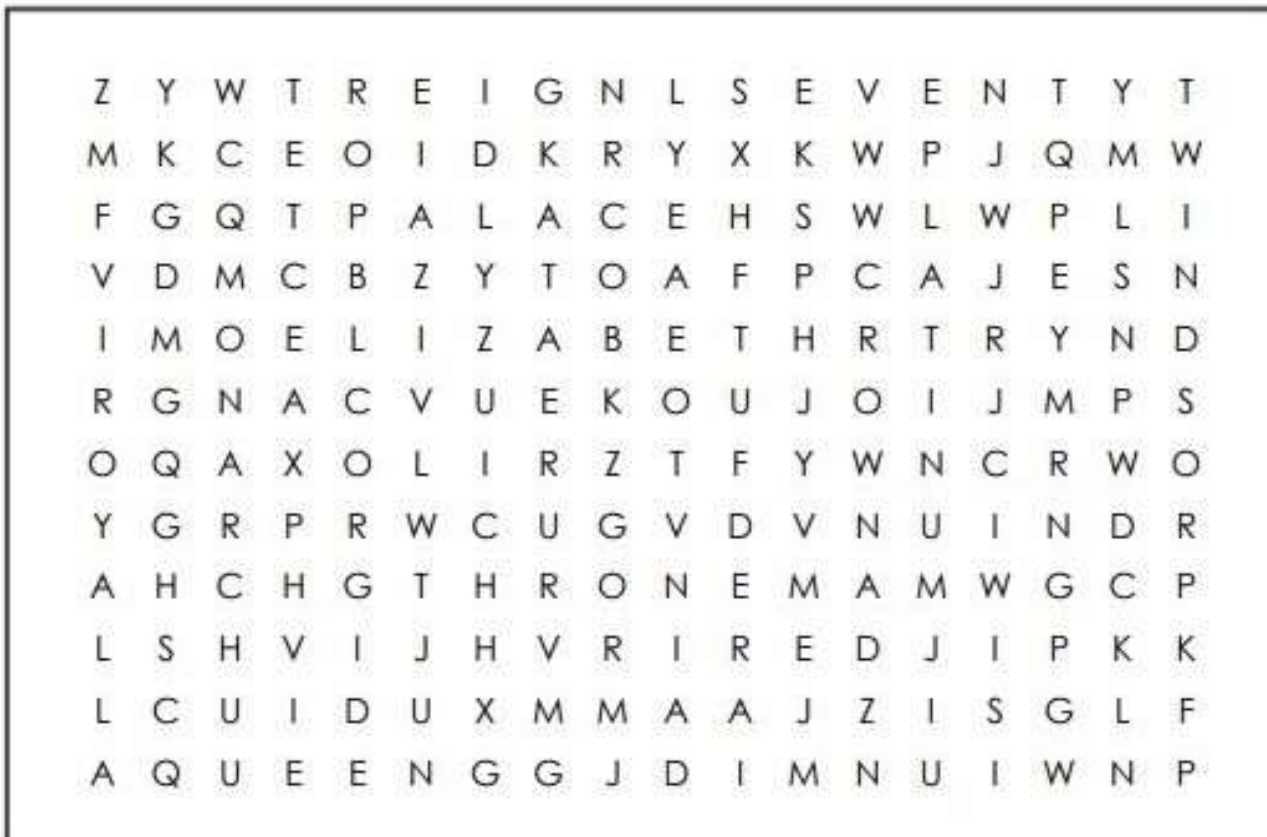 Z Y W T R E I G N L S E V E N T Y T
M K C E O I D K R Y X K W P J Q M W
F G Q T P A L A C E H S W L W P L I
V D M C B Z Y T O A F P C A J E S N
I M O E L I Z A B E T H R T R Y N D
R G N A C V U E K O U J O I J M P S
O Q A X O L I R Z T F Y W N C R W O
Y G R P R W C U G V D V N U I N D R
A H C H G T H R O N E M A M W G C P
L S H V I J H V R I R E D J I P K K
L C U I D U X M M A A J Z I S G L F
A Q U E E N G G J D I M N U I W N P